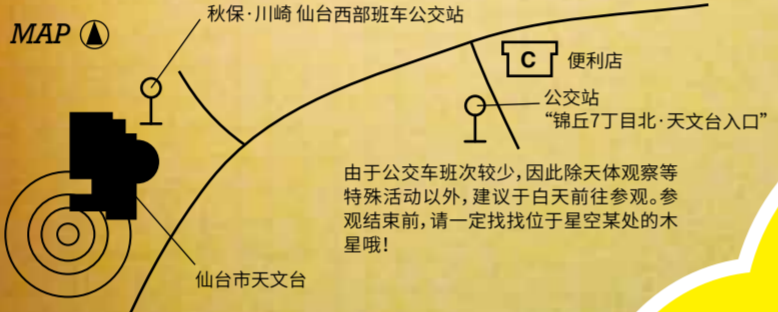 MAP
秋保·川崎 仙台西部班车公交站
C 便利店
公交站
“锦丘7丁目北·天文台入口”
由于公交车班次较少，因此除天体观察等
特殊活动以外，建议于白天前往参观。参
观结束前，请一定找找位于星空某处的木
星哦！
仙台市天文台